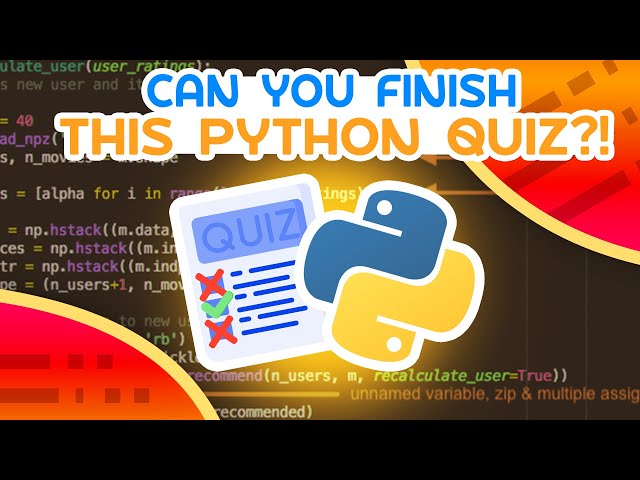 culate_user(user_ratings):
s new user and it
CAN YOU FINISH
= 40
THIS PYTHON QUIZ?!
ad_npz(
s, n_movies =
s = [alpha for i in
= np.hstack((m.data
QUIZ
ces = np.hstack((m.in
tr = np.hstack((m.ind
pe = (n_users+1, n_mov
to new use
'rb')
recommend(n_users, m, recalculate_user=True))
unnamed variable, zip & multiple assig
recommended)